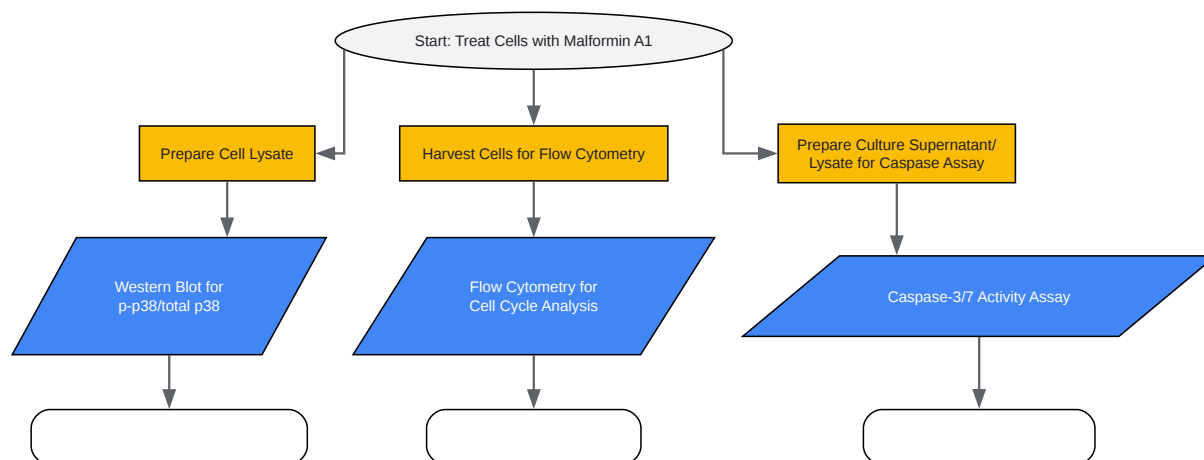 Start: Treat Cells with Malformin A1
Prepare Cell Lysate
Harvest Cells for Flow Cytometry
Prepare Culture Supernatant/
Lysate for Caspase Assay
Western Blot for
p-p38/total p38
Flow Cytometry for
Cell Cycle Analysis
Caspase-3/7 Activity Assay